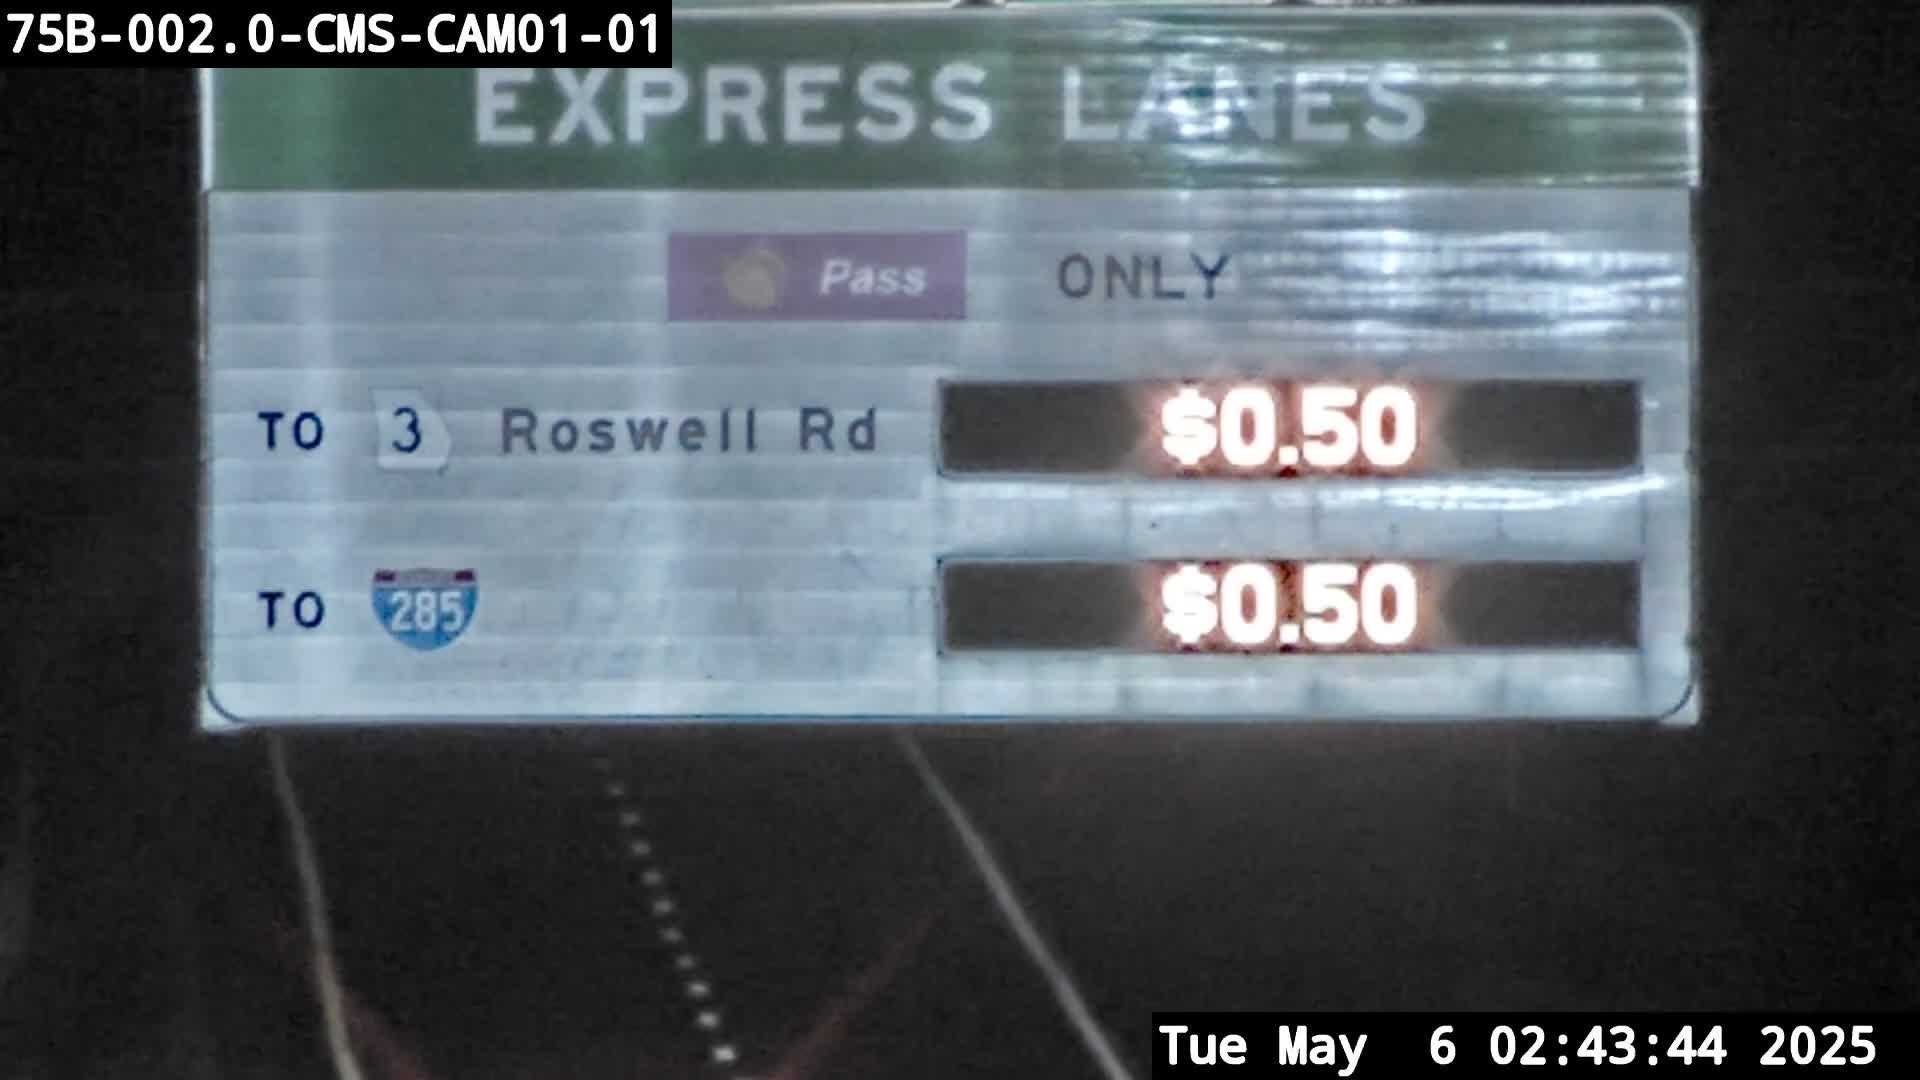 75B-002.0-CMS-CAM01-01
EXPRESS LANES
Pass ONLY
TO 3 Roswell Rd $0.50
TO 285 $0.50
Tue May 6 02:43:44 2025